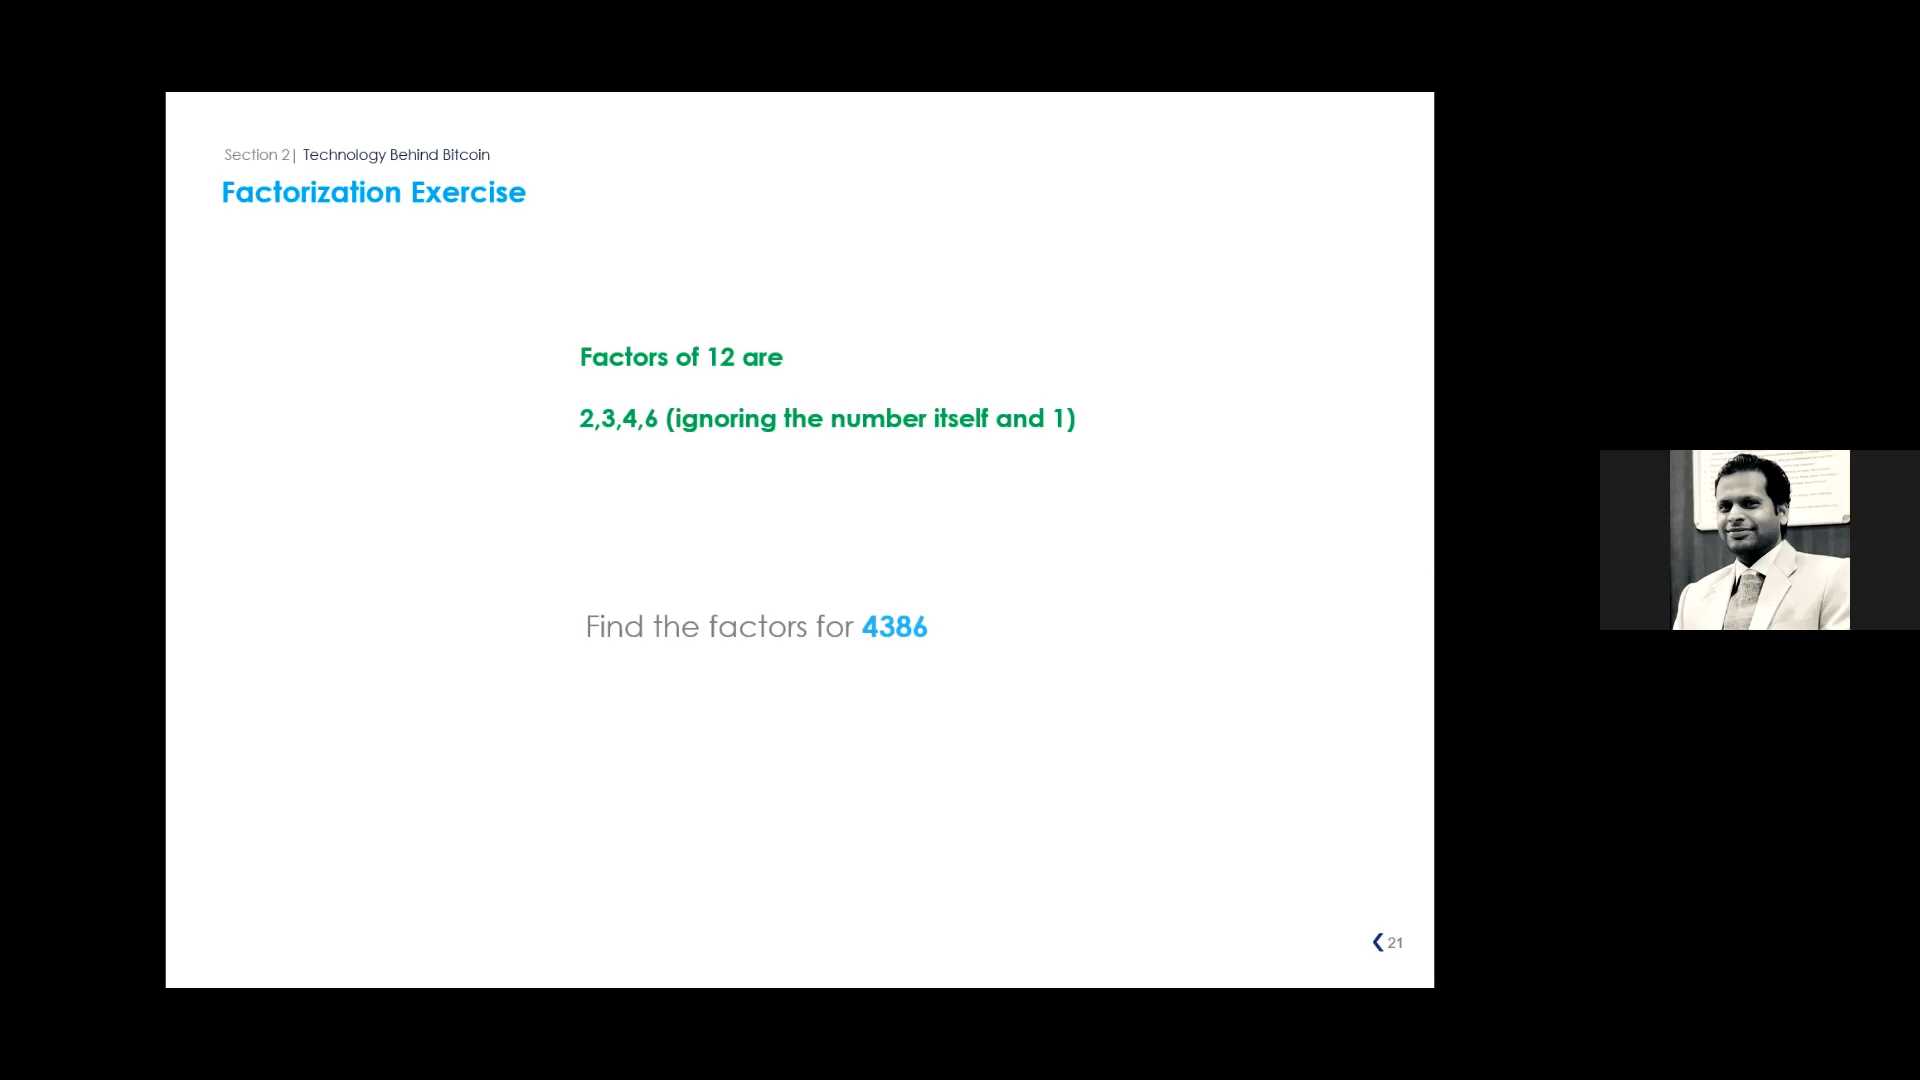 Section 2| Technology Behind Bitcoin
Factorization Exercise
Factors of 12 are
2,3,4,6 (ignoring the number itself and 1)
Find the factors for 4386
21